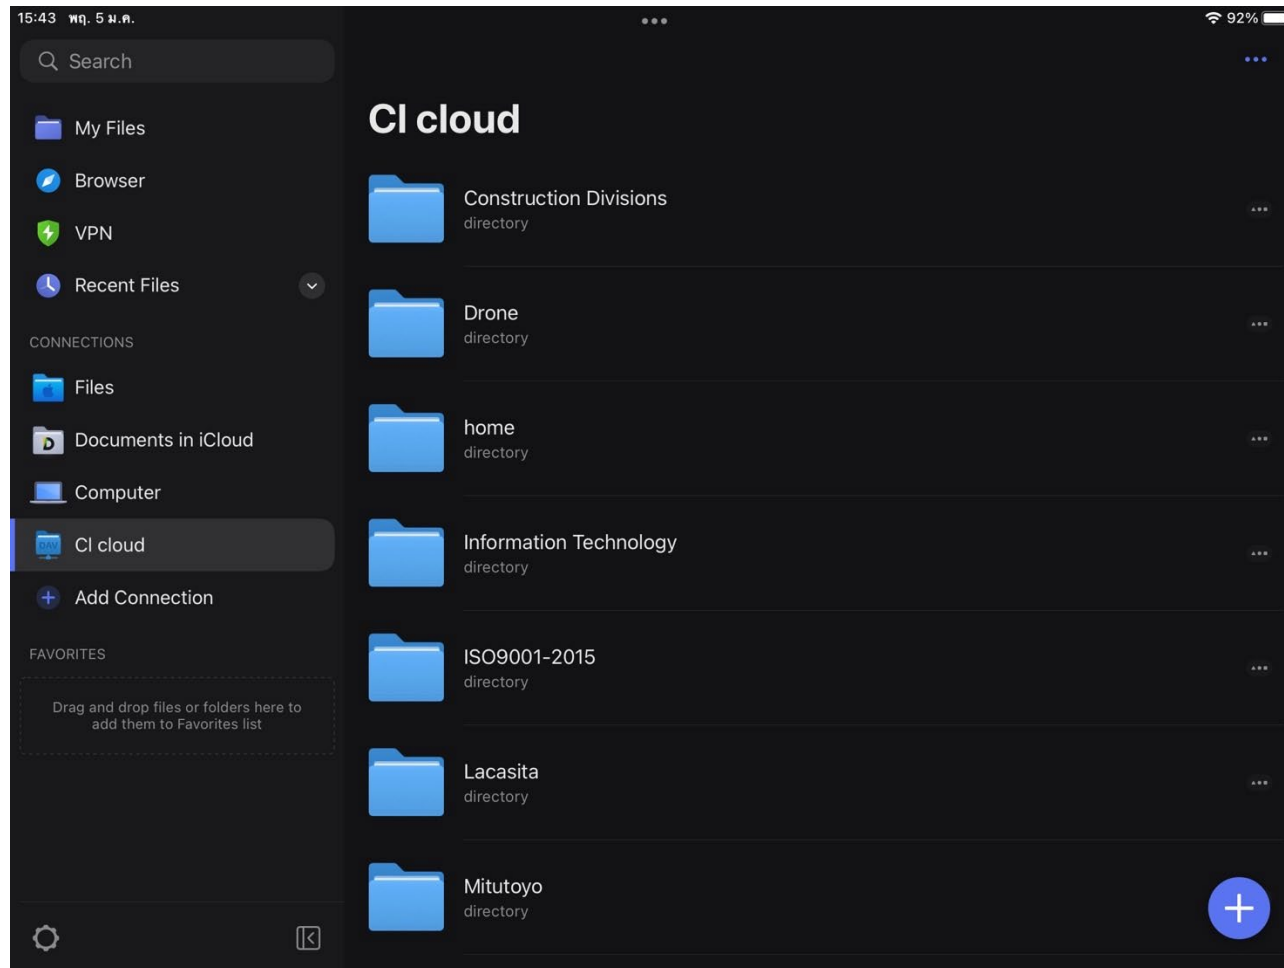 15:43 พฤ. 5 ม.ค.
92%
Search
My Files
Browser
VPN
Recent Files
CONNECTIONS
Files
Documents in iCloud
Computer
DAV
CI cloud
Add Connection
FAVORITES
Drag and drop files or folders here to
add them to Favorites list
CI cloud
Construction Divisions
directory
Drone
directory
home
directory
Information Technology
directory
ISO9001-2015
directory
Lacasita
directory
Mitutoyo
directory